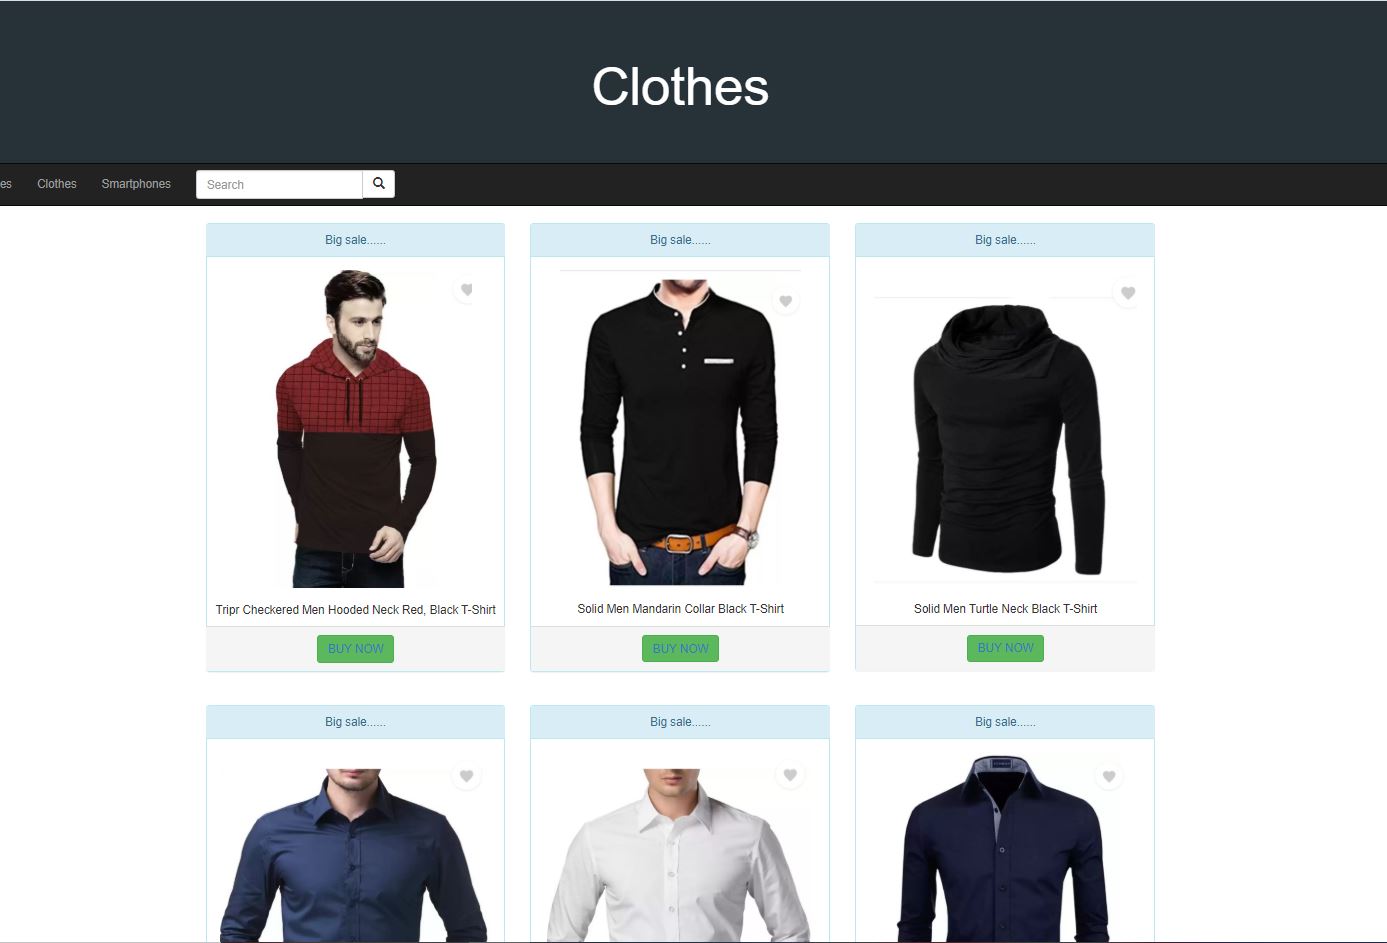 Clothes
es Clothes Smartphones Search
Big sale...... Big sale...... Big sale......
Tripr Checkered Men Hooded Neck Red, Black T-Shirt Solid Men Mandarin Collar Black T-Shirt Solid Men Turtle Neck Black T-Shirt
BUY NOW BUY NOW BUY NOW
Big sale...... Big sale...... Big sale......